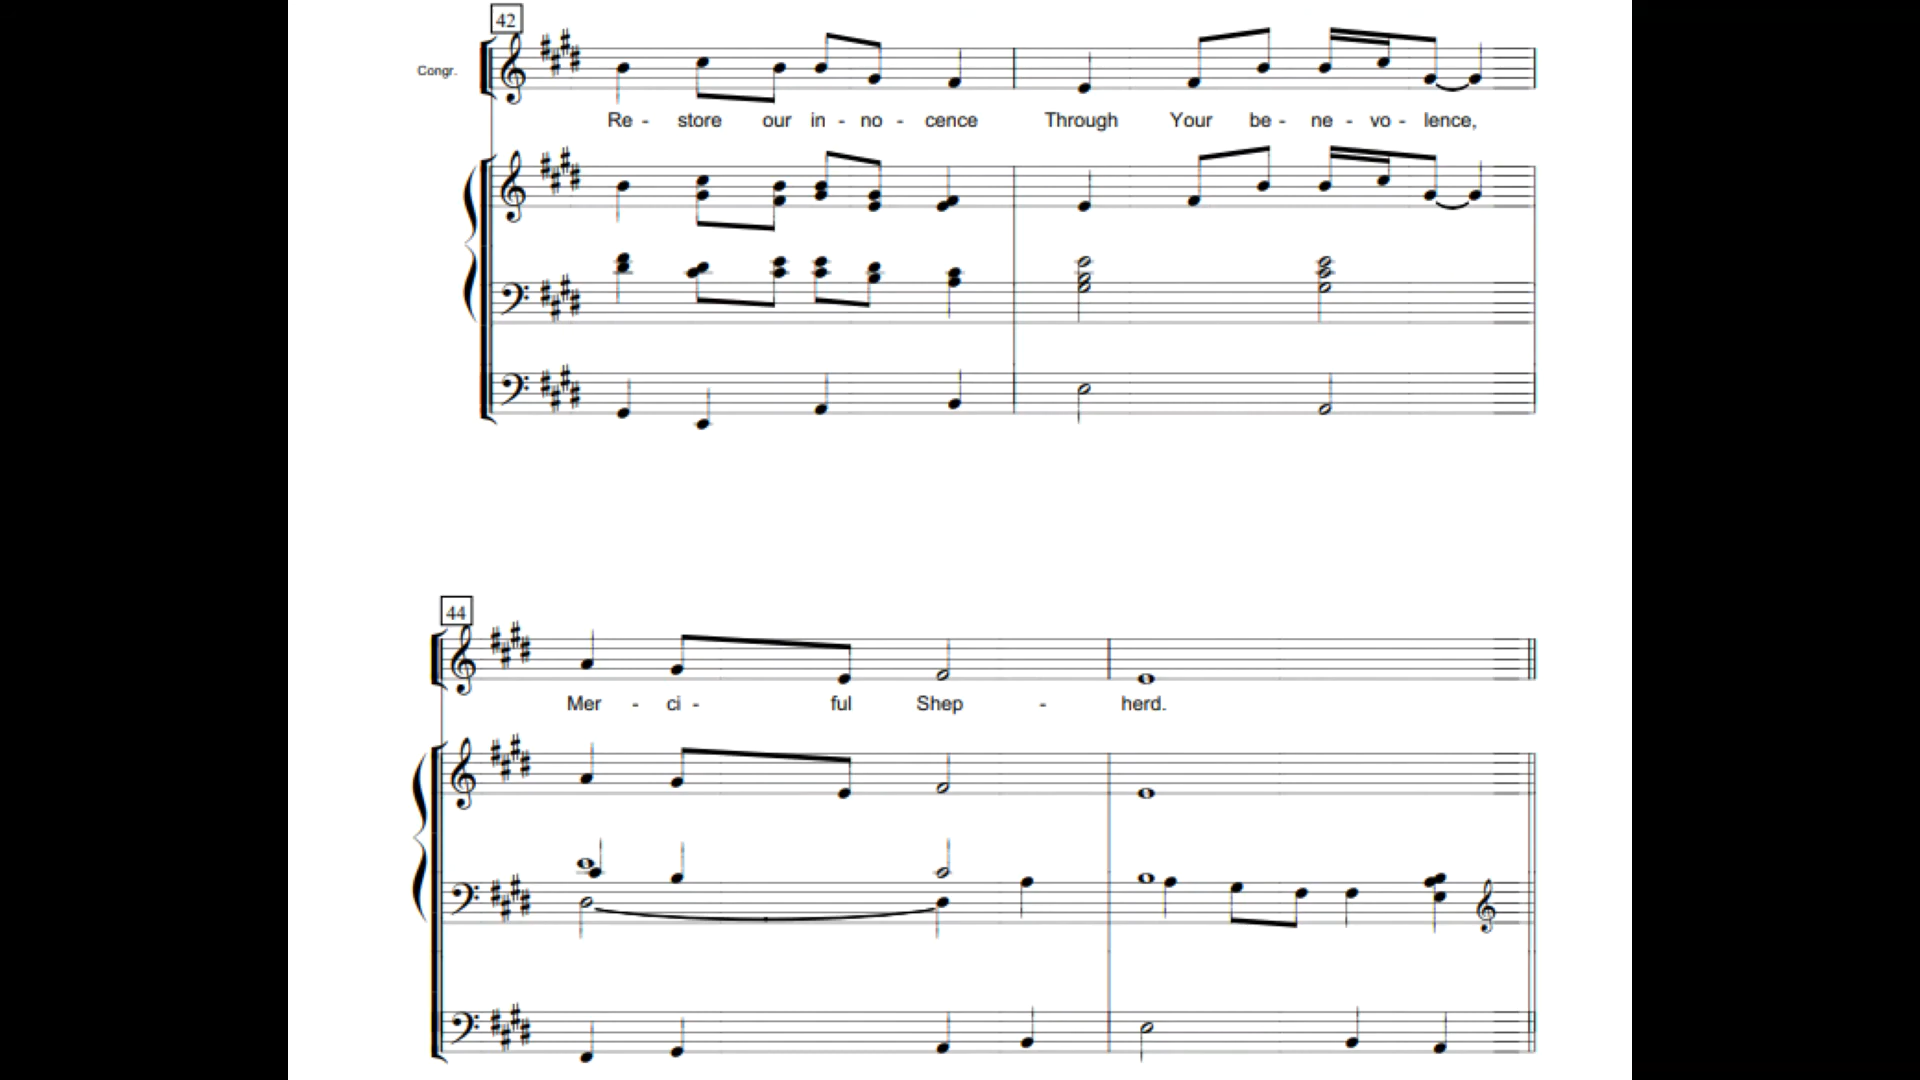 42
Congr.
Re - store our in - no - cence Through Your be - ne - vo - lence,
44
Mer - ci - ful Shep - herd.